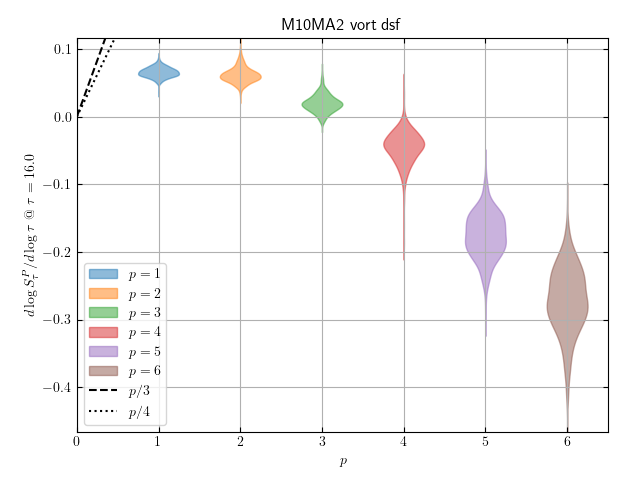 M10MA2 vort dsf
d log S_τ^P / d log τ @ τ = 16.0
0.1
0.0
−0.1
−0.2
−0.3
−0.4
p = 1
p = 2
p = 3
p = 4
p = 5
p = 6
p/3
p/4
0 1 2 3 4 5 6
p